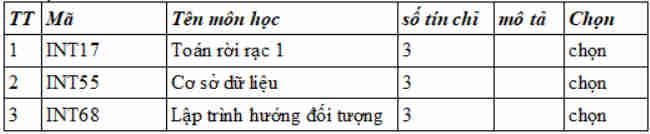 TT Mã Tên môn học số tín chỉ mô tả Chọn
1 INT17 Toán rời rạc 1 3 chọn
2 INT55 Cơ sở dữ liệu 3 chọn
3 INT68 Lập trình hướng đối tượng 3 chọn